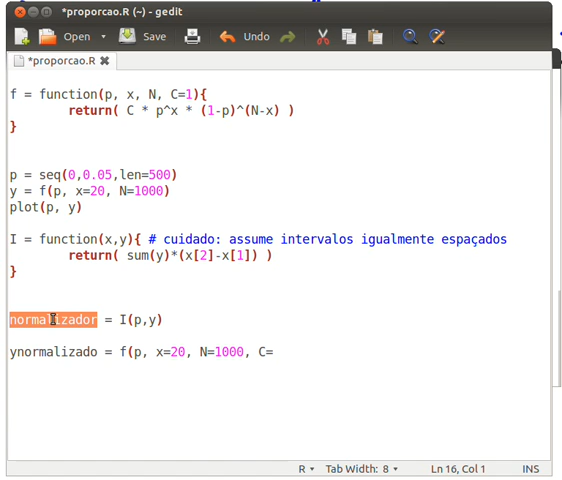 *proporcao.R (~) - gedit
Open Save Undo
*proporcao.R
f = function(p, x, N, C=1){
return( C * p^x * (1-p)^(N-x) )
}
p = seq(0,0.05,len=500)
y = f(p, x=20, N=1000)
plot(p, y)
I = function(x,y){ # cuidado: assume intervalos igualmente espaçados
return( sum(y)*(x[2]-x[1]) )
}
normalizador = I(p,y)
ynormalizado = f(p, x=20, N=1000, C=
R Tab Width: 8 Ln 16, Col 1 INS